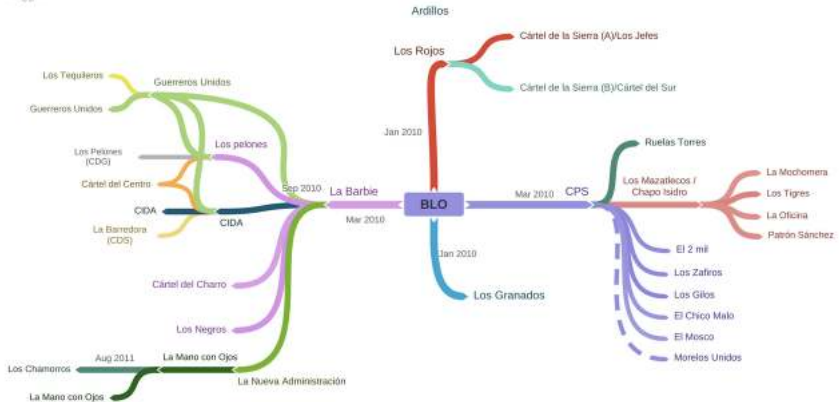 Ardillos
Los Rojos
Cártel de la Sierra (A)/Los Jefes
Cártel de la Sierra (B)/Cártel del Sur
Jan 2010
Los Tequileros
Guerreros Unidos
Guerreros Unidos
Los Pelones
(CDG)
Los pelones
Cártel del Centro
CIDA
CIDA
La Barredora
(CDS)
Sep 2010
La Barbie
Mar 2010
BLO
Mar 2010
CPS
Ruelas Torres
Los Mazatlecos /
Chapo Isidro
La Mochomera
Los Tigres
La Oficina
Patrón Sánchez
El 2 mil
Los Zafiros
Los Gilos
El Chico Malo
El Mosco
Morelos Unidos
Jan 2010
Los Granados
Cártel del Charro
Los Negros
La Nueva Administración
La Mano con Ojos
Aug 2011
Los Chamorros
La Mano con Ojos